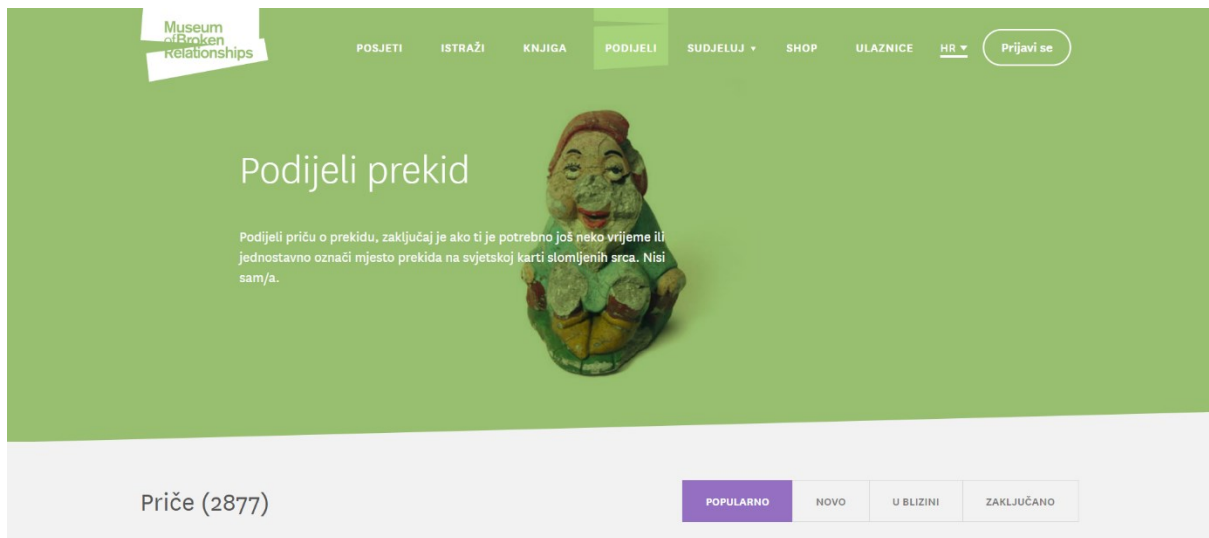 Museum
ofBroken
Relationships
POSJETI ISTRAŽI KNJIGA PODIJELI SUDJELUJ SHOP ULAZNICE HR Prijavi se
Podijeli prekid
Podijeli priču o prekidu, zaključaj je ako ti je potrebno još neko vrijeme ili
jednostavno označi mjesto prekida na svjetskoj karti slomljenih srca. Nisi
sam/a.
Priče (2877)
POPULARNO NOVO U BLIZINI ZAKLJUČANO